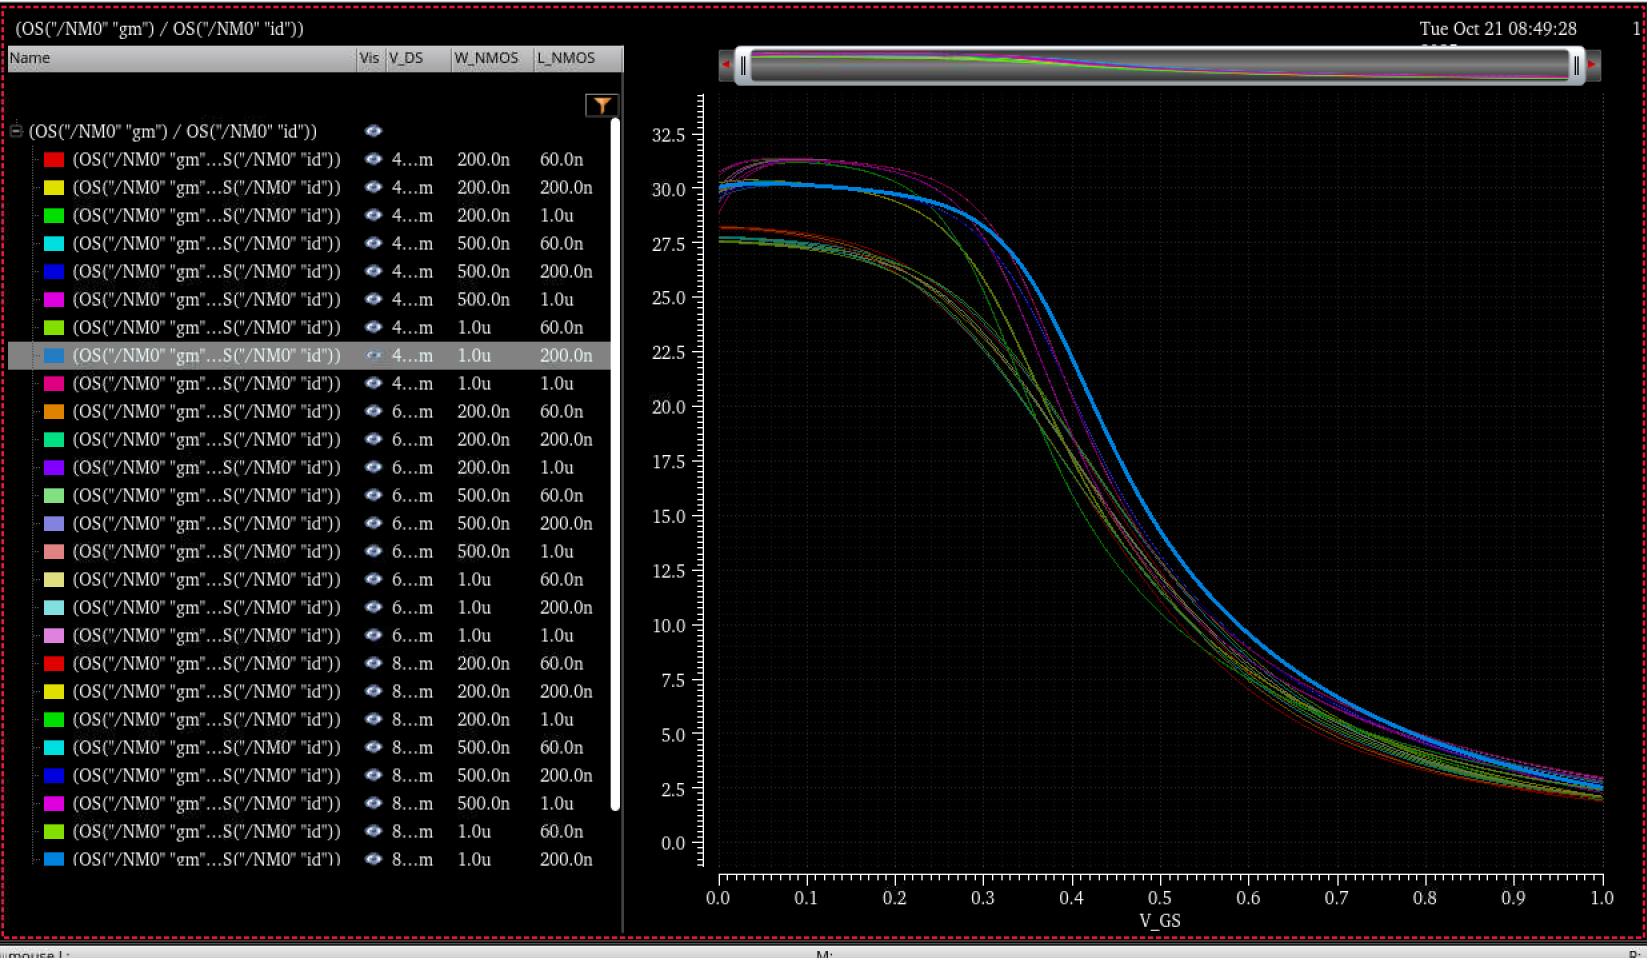 (OS("/NM0" "gm") / OS("/NM0" "id"))
Tue Oct 21 08:49:28 1
Name Vis V_DS W_NMOS L_NMOS
(OS("/NM0" "gm") / OS("/NM0" "id"))
(OS("/NM0" "gm"...S("/NM0" "id")) 4...m 200.0n 60.0n
(OS("/NM0" "gm"...S("/NM0" "id")) 4...m 200.0n 200.0n
(OS("/NM0" "gm"...S("/NM0" "id")) 4...m 200.0n 1.0u
(OS("/NM0" "gm"...S("/NM0" "id")) 4...m 500.0n 60.0n
(OS("/NM0" "gm"...S("/NM0" "id")) 4...m 500.0n 200.0n
(OS("/NM0" "gm"...S("/NM0" "id")) 4...m 500.0n 1.0u
(OS("/NM0" "gm"...S("/NM0" "id")) 4...m 1.0u 60.0n
(OS("/NM0" "gm"...S("/NM0" "id")) 4...m 1.0u 200.0n
(OS("/NM0" "gm"...S("/NM0" "id")) 4...m 1.0u 1.0u
(OS("/NM0" "gm"...S("/NM0" "id")) 6...m 200.0n 60.0n
(OS("/NM0" "gm"...S("/NM0" "id")) 6...m 200.0n 200.0n
(OS("/NM0" "gm"...S("/NM0" "id")) 6...m 200.0n 1.0u
(OS("/NM0" "gm"...S("/NM0" "id")) 6...m 500.0n 60.0n
(OS("/NM0" "gm"...S("/NM0" "id")) 6...m 500.0n 200.0n
(OS("/NM0" "gm"...S("/NM0" "id")) 6...m 500.0n 1.0u
(OS("/NM0" "gm"...S("/NM0" "id")) 6...m 1.0u 60.0n
(OS("/NM0" "gm"...S("/NM0" "id")) 6...m 1.0u 200.0n
(OS("/NM0" "gm"...S("/NM0" "id")) 6...m 1.0u 1.0u
(OS("/NM0" "gm"...S("/NM0" "id")) 8...m 200.0n 60.0n
(OS("/NM0" "gm"...S("/NM0" "id")) 8...m 200.0n 200.0n
(OS("/NM0" "gm"...S("/NM0" "id")) 8...m 200.0n 1.0u
(OS("/NM0" "gm"...S("/NM0" "id")) 8...m 500.0n 60.0n
(OS("/NM0" "gm"...S("/NM0" "id")) 8...m 500.0n 200.0n
(OS("/NM0" "gm"...S("/NM0" "id")) 8...m 500.0n 1.0u
(OS("/NM0" "gm"...S("/NM0" "id")) 8...m 1.0u 60.0n
(OS("/NM0" "gm"...S("/NM0" "id")) 8...m 1.0u 200.0n
32.5
30.0
27.5
25.0
22.5
20.0
17.5
15.0
12.5
10.0
7.5
5.0
2.5
0.0
0.0 0.1 0.2 0.3 0.4 0.5 0.6 0.7 0.8 0.9 1.0
V_GS
mouse L: M: R: